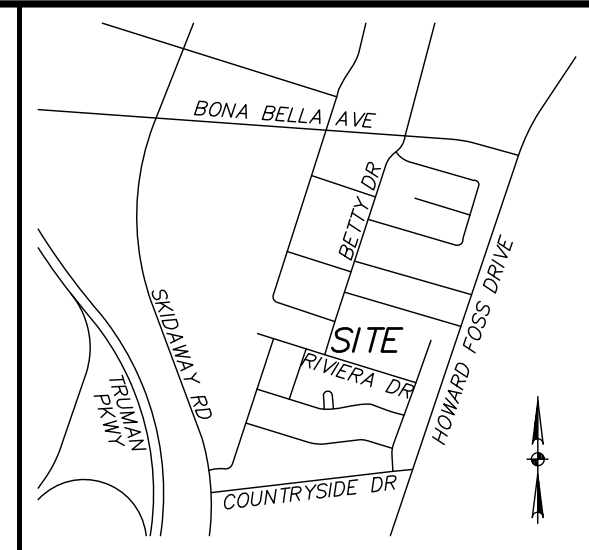 BONA BELLA AVE
BETTY DR
HOWARD FOSS DRIVE
SKIDAWAY RD
SITE
RIVIERA DR
TRUMAN
PKWY
COUNTRYSIDE DR